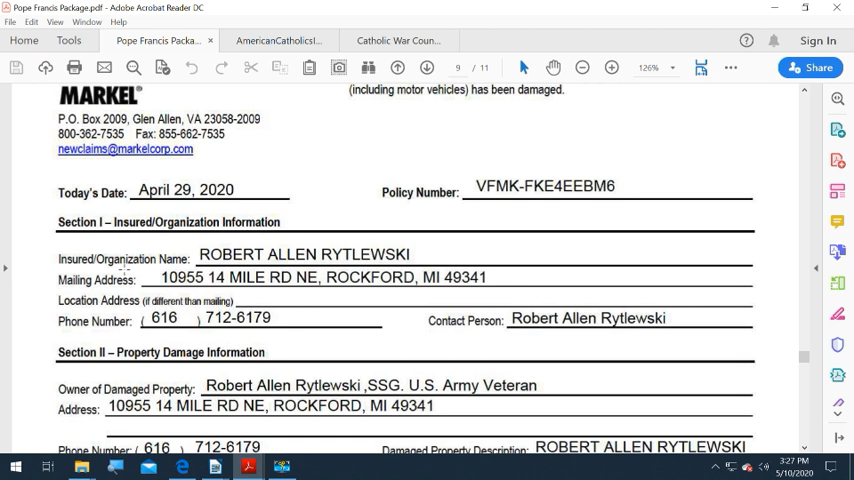 Pope Francis Package.pdf - Adobe Acrobat Reader DC
File Edit View Window Help
Home Tools Pope Francis Packa... × AmericanCatholicsI... Catholic War Coun... Sign In
9 / 11 126% Share
MARKEL®
(including motor vehicles) has been damaged.
P.O. Box 2009, Glen Allen, VA 23058-2009
800-362-7535 Fax: 855-662-7535
newclaims@markelcorp.com
Today's Date: April 29, 2020 Policy Number: VFMK-FKE4EEBM6
Section I – Insured/Organization Information
Insured/Organization Name: ROBERT ALLEN RYTLEWSKI
Mailing Address: 10955 14 MILE RD NE, ROCKFORD, MI 49341
Location Address (if different than mailing)
Phone Number: ( 616 ) 712-6179 Contact Person: Robert Allen Rytlewski
Section II – Property Damage Information
Owner of Damaged Property: Robert Allen Rytlewski ,SSG. U.S. Army Veteran
Address: 10955 14 MILE RD NE, ROCKFORD, MI 49341
Phone Number: ( 616 ) 712-6179 Damaged Property Description: ROBERT ALLEN RYTLEWSKI
3:27 PM
5/10/2020